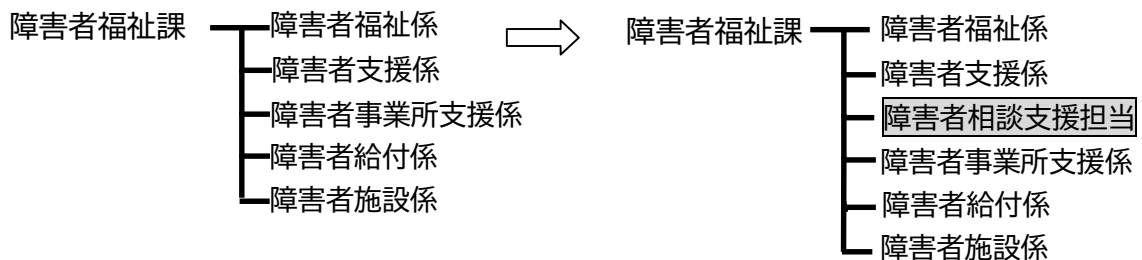 障害者福祉課
障害者福祉係
障害者支援係
障害者事業所支援係
障害者給付係
障害者施設係
障害者福祉課
障害者福祉係
障害者支援係
障害者相談支援担当
障害者事業所支援係
障害者給付係
障害者施設係